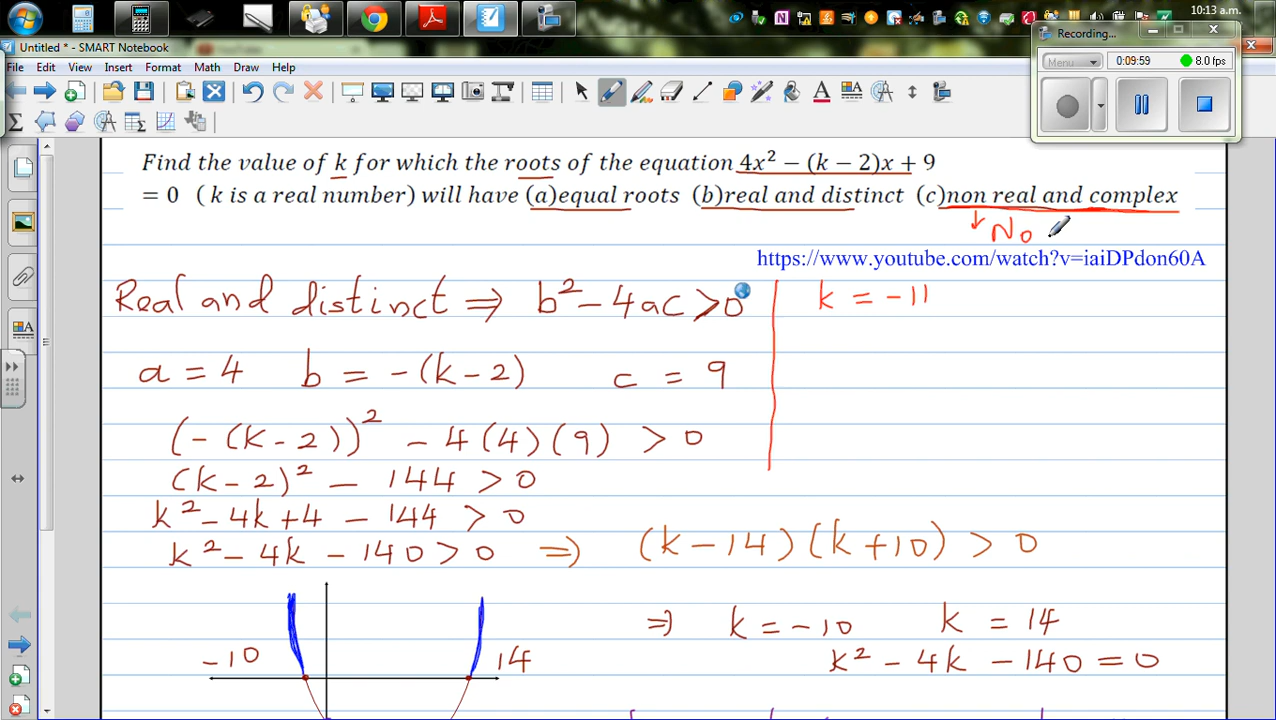 10:13 a.m.
Untitled * - SMART Notebook
Recording...
File Edit View Insert Format Math Draw Help
Menu 0:09:59 8.0 fps
Find the value of k for which the roots of the equation 4x² − (k − 2)x + 9
= 0 ( k is a real number) will have (a)equal roots (b)real and distinct (c)non real and complex
↓ No
https://www.youtube.com/watch?v=iaiDPdon60A
Real and distinct ⇒ b² − 4ac > 0
k = −11
a = 4 b = −(k−2) c = 9
(−(k−2))² − 4(4)(9) > 0
(k−2)² − 144 > 0
k² − 4k + 4 − 144 > 0
k² − 4k − 140 > 0 ⇒ (k−14)(k+10) > 0
⇒ k = −10 k = 14
−10 14 k² − 4k − 140 = 0